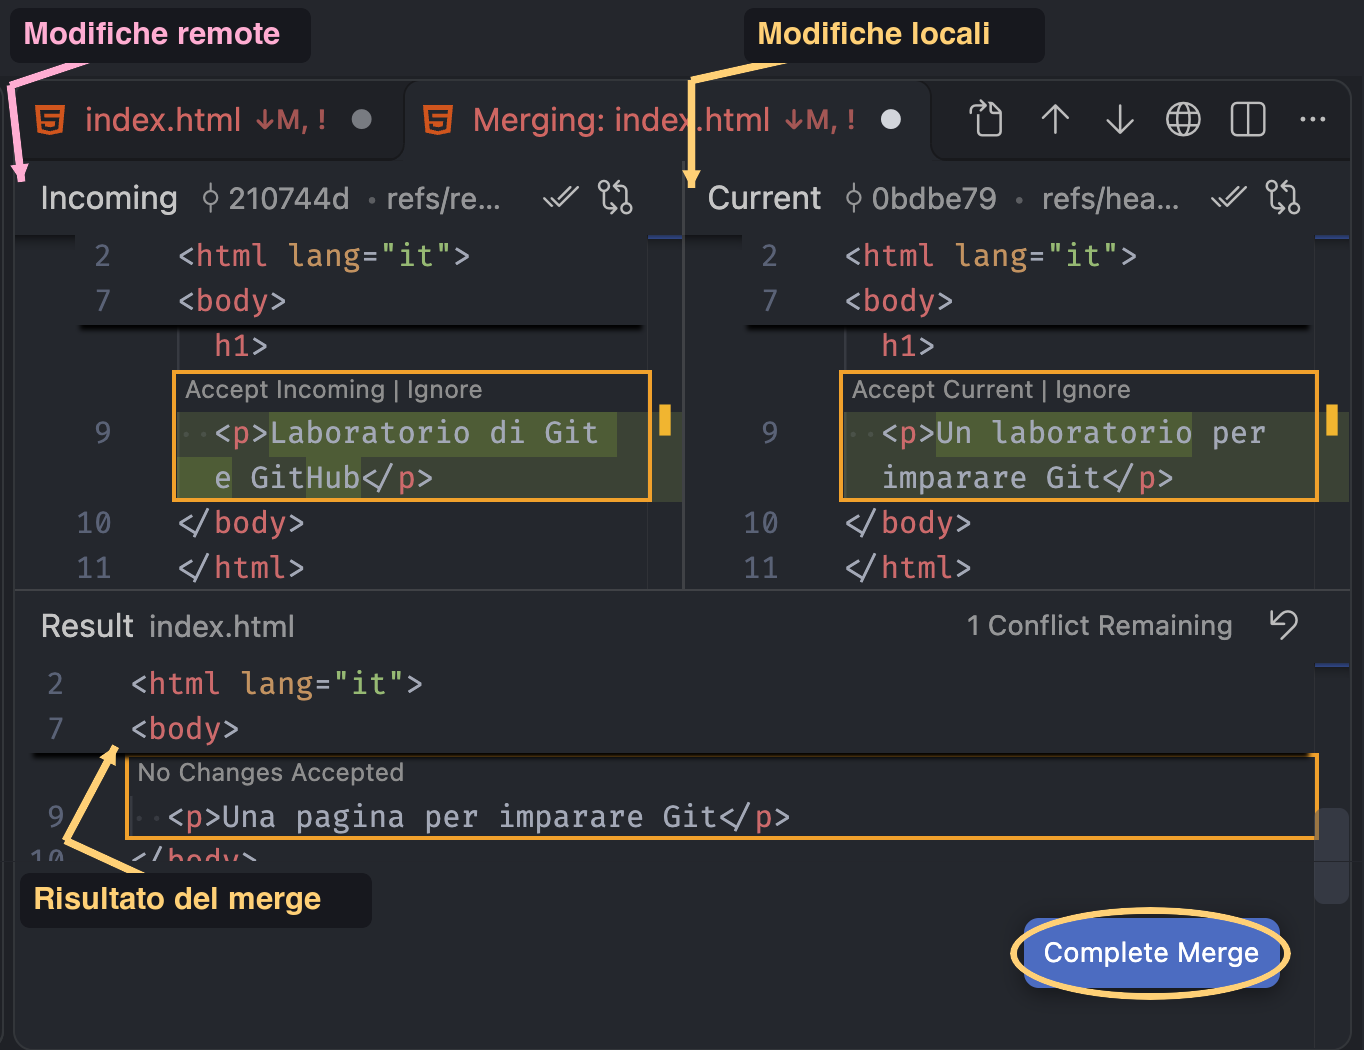 Modifiche remote
Modifiche locali
index.html ↓M, !
Merging: index.html ↓M, !
Incoming 210744d • refs/re...
2 <html lang="it">
7 <body>
h1>
Accept Incoming | Ignore
9 <p>Laboratorio di Git
e GitHub</p>
10 </body>
11 </html>
Current 0bdbe79 • refs/hea...
2 <html lang="it">
7 <body>
h1>
Accept Current | Ignore
9 <p>Un laboratorio per
imparare Git</p>
10 </body>
11 </html>
Result index.html
1 Conflict Remaining
2 <html lang="it">
7 <body>
No Changes Accepted
9 <p>Una pagina per imparare Git</p>
10 </body>
Risultato del merge
Complete Merge